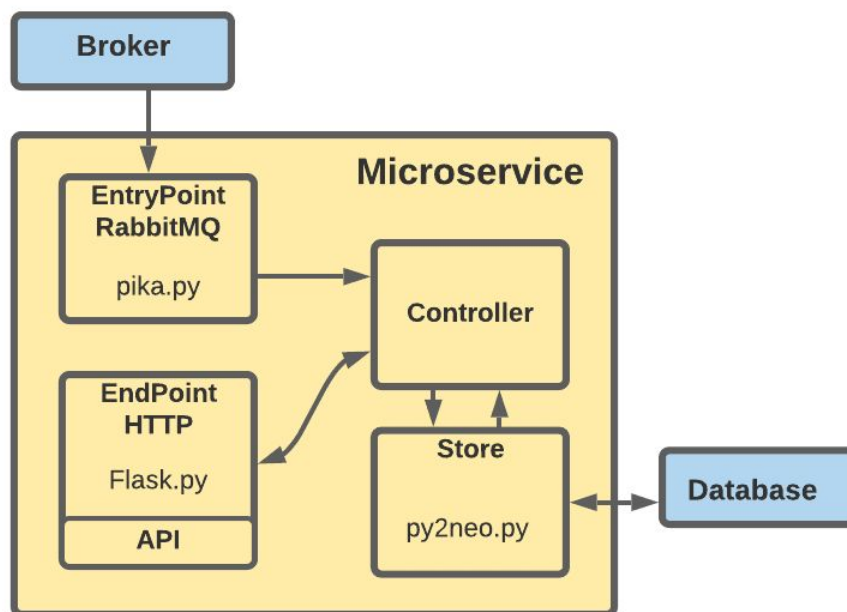 Broker
Microservice
EntryPoint
RabbitMQ
pika.py
Controller
EndPoint
HTTP
Flask.py
API
Store
py2neo.py
Database